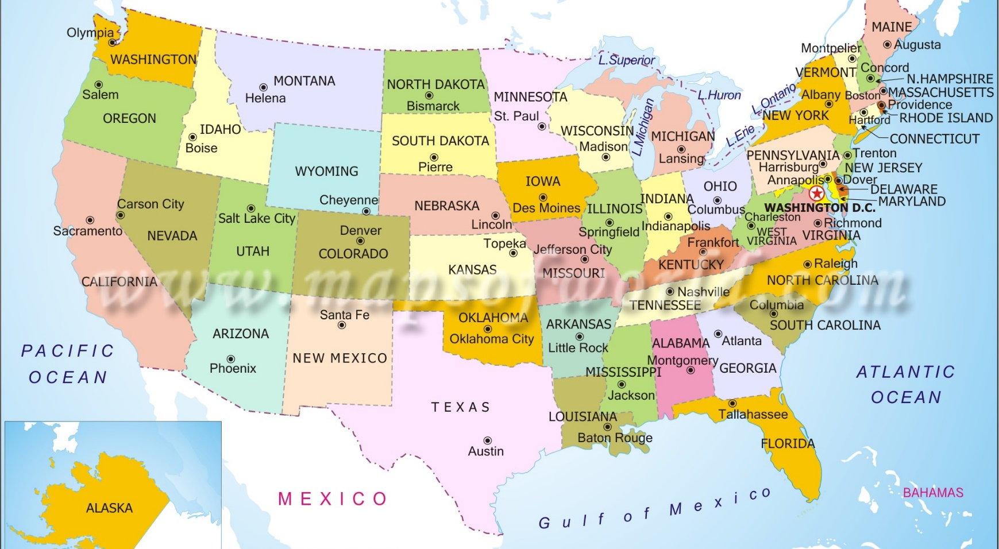 Olympia
WASHINGTON
Salem
OREGON
MONTANA
Helena
IDAHO
Boise
NORTH DAKOTA
Bismarck
SOUTH DAKOTA
Pierre
MINNESOTA
St. Paul
WISCONSIN
Madison
L.Superior
L.Michigan
L.Huron
L.Ontario
L.Erie
MICHIGAN
Lansing
MAINE
Augusta
Montpelier
VERMONT
Concord
N.HAMPSHIRE
Albany
Boston
MASSACHUSETTS
Providence
NEW YORK
Hartford
RHODE ISLAND
CONNECTICUT
PENNSYLVANIA
Harrisburg
Trenton
NEW JERSEY
Annapolis
Dover
DELAWARE
MARYLAND
WASHINGTON D.C.
WYOMING
Cheyenne
IOWA
Des Moines
NEBRASKA
Lincoln
ILLINOIS
Springfield
INDIANA
Indianapolis
OHIO
Columbus
Charleston
WEST
VIRGINIA
Richmond
VIRGINIA
Carson City
NEVADA
Sacramento
CALIFORNIA
Salt Lake City
UTAH
Denver
COLORADO
Topeka
KANSAS
Jefferson City
MISSOURI
Frankfort
KENTUCKY
Raleigh
NORTH CAROLINA
www.mapsofworld.com
Nashville
TENNESSEE
Columbia
SOUTH CAROLINA
ARIZONA
Phoenix
Santa Fe
NEW MEXICO
OKLAHOMA
Oklahoma City
ARKANSAS
Little Rock
MISSISSIPPI
Jackson
ALABAMA
Montgomery
Atlanta
GEORGIA
PACIFIC
OCEAN
ATLANTIC
OCEAN
TEXAS
Austin
LOUISIANA
Baton Rouge
Tallahassee
FLORIDA
ALASKA
MEXICO
Gulf of Mexico
BAHAMAS